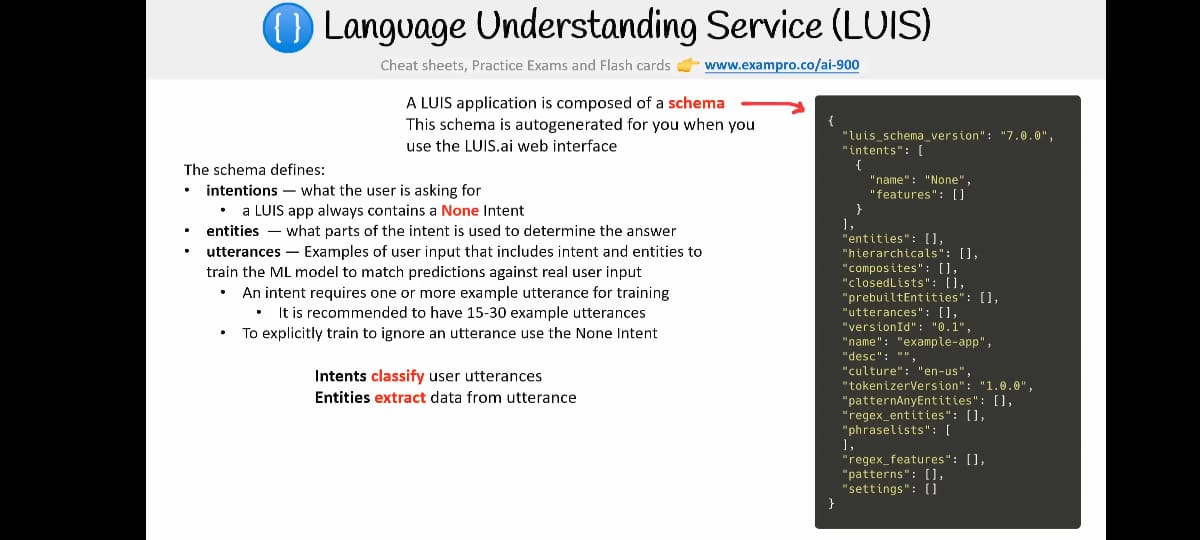 { } Language Understanding Service (LUIS)
Cheat sheets, Practice Exams and Flash cards 👉 www.exampro.co/ai-900
A LUIS application is composed of a schema
This schema is autogenerated for you when you
use the LUIS.ai web interface
The schema defines:
• intentions — what the user is asking for
• a LUIS app always contains a None Intent
• entities — what parts of the intent is used to determine the answer
• utterances — Examples of user input that includes intent and entities to
train the ML model to match predictions against real user input
• An intent requires one or more example utterance for training
• It is recommended to have 15-30 example utterances
• To explicitly train to ignore an utterance use the None Intent
Intents classify user utterances
Entities extract data from utterance
{
"luis_schema_version": "7.0.0",
"intents": [
{
"name": "None",
"features": []
}
],
"entities": [],
"hierarchicals": [],
"composites": [],
"closedLists": [],
"prebuiltEntities": [],
"utterances": [],
"versionId": "0.1",
"name": "example-app",
"desc": "",
"culture": "en-us",
"tokenizerVersion": "1.0.0",
"patternAnyEntities": [],
"regex_entities": [],
"phraselists": [
],
"regex_features": [],
"patterns": [],
"settings": []
}